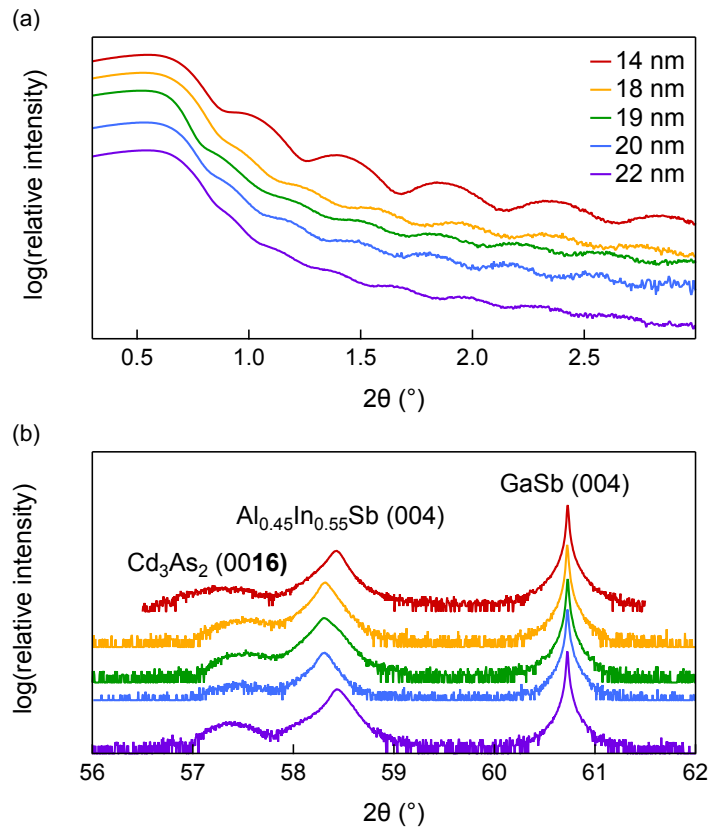 (a)
log(relative intensity)
14 nm
18 nm
19 nm
20 nm
22 nm
0.5 1.0 1.5 2.0 2.5
2θ (°)
(b)
log(relative intensity)
GaSb (004)
Al0.45In0.55Sb (004)
Cd3As2 (0016)
56 57 58 59 60 61 62
2θ (°)